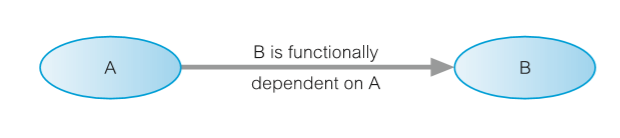 A
B is functionally
dependent on A
B